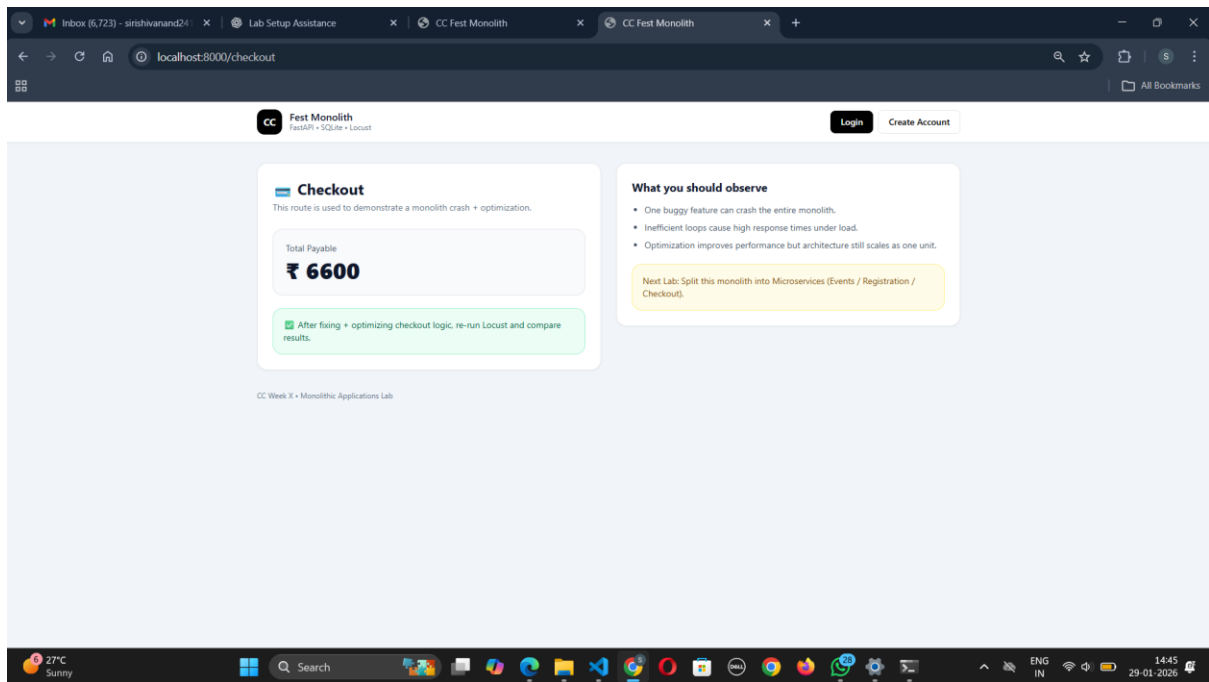 Inbox (6,723) - sirishivanand24
Lab Setup Assistance
CC Fest Monolith
CC Fest Monolith
localhost:8000/checkout
S
All Bookmarks
CC
Fest Monolith
FastAPI • SQLite • Locust
Login
Create Account
Checkout
This route is used to demonstrate a monolith crash + optimization.
Total Payable
₹ 6600
✅ After fixing + optimizing checkout logic, re-run Locust and compare
results.
What you should observe
• One buggy feature can crash the entire monolith.
• Inefficient loops cause high response times under load.
• Optimization improves performance but architecture still scales as one unit.
Next Lab: Split this monolith into Microservices (Events / Registration /
Checkout).
CC Week X • Monolithic Applications Lab
6
27°C
Sunny
Search
DELL
28
ENG
IN
14:45
29-01-2026